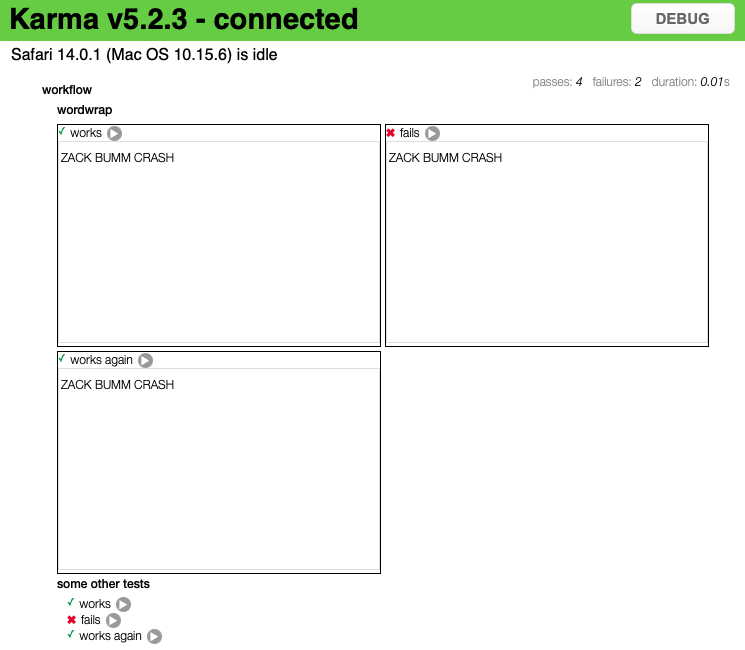 Karma v5.2.3 - connected
DEBUG
Safari 14.0.1 (Mac OS 10.15.6) is idle
passes: 4 failures: 2 duration: 0.01s
workflow
wordwrap
works
ZACK BUMM CRASH
fails
ZACK BUMM CRASH
works again
ZACK BUMM CRASH
some other tests
works
fails
works again